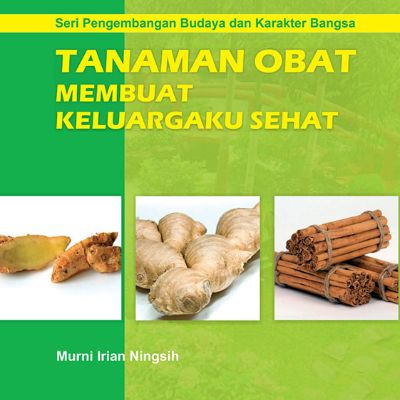 Seri Pengembangan Budaya dan Karakter Bangsa
TANAMAN OBAT
MEMBUAT
KELUARGAKU SEHAT
Murni Irian Ningsih